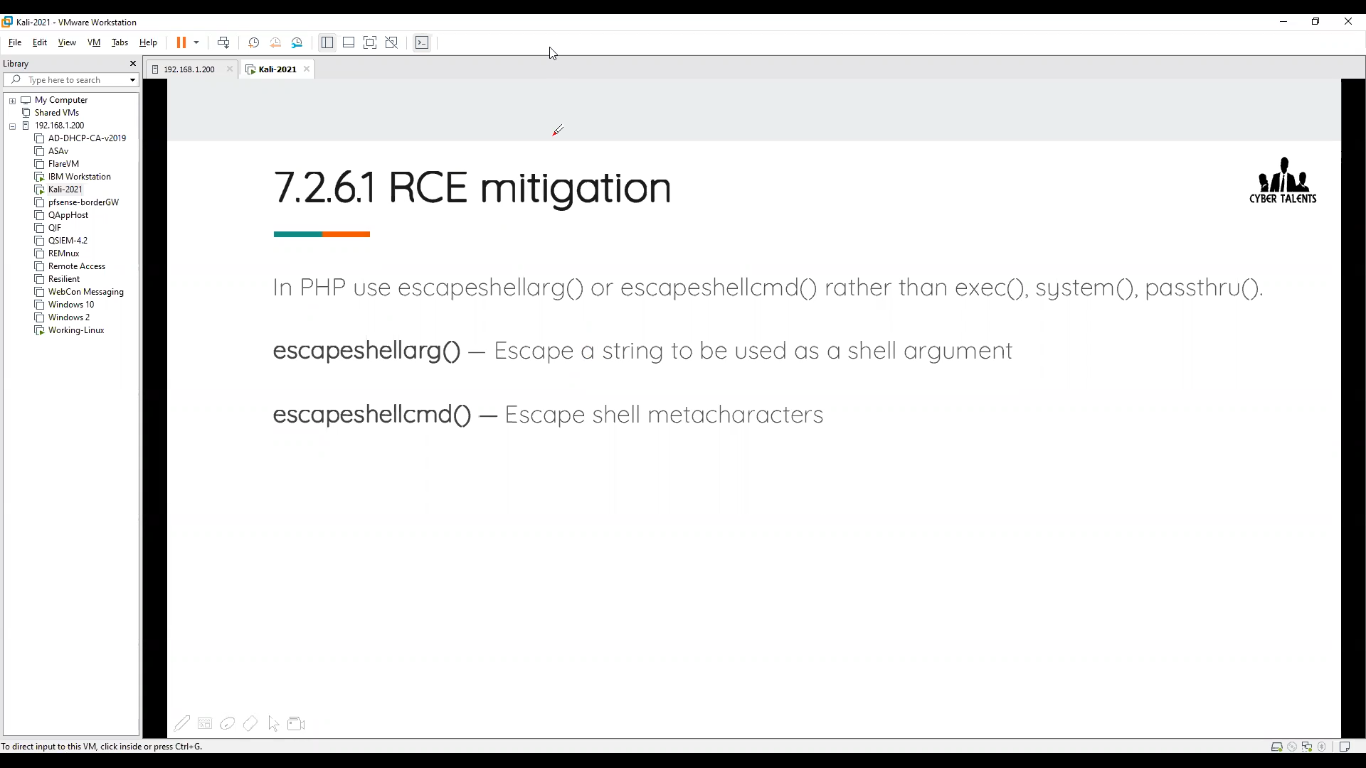 Kali-2021 - VMware Workstation
File Edit View VM Tabs Help
Library
Type here to search
My Computer
Shared VMs
192.168.1.200
AD-DHCP-CA-v2019
ASAv
FlareVM
IBM Workstation
Kali-2021
pfsense-borderGW
QAppHost
QIF
QSIEM-4.2
REMnux
Remote Access
Resilient
WebCon Messaging
Windows 10
Windows 2
Working-Linux
192.168.1.200 Kali-2021
7.2.6.1 RCE mitigation
CYBER TALENTS
In PHP use escapeshellarg() or escapeshellcmd() rather than exec(), system(), passthru().
escapeshellarg() — Escape a string to be used as a shell argument
escapeshellcmd() — Escape shell metacharacters
To direct input to this VM, click inside or press Ctrl+G.